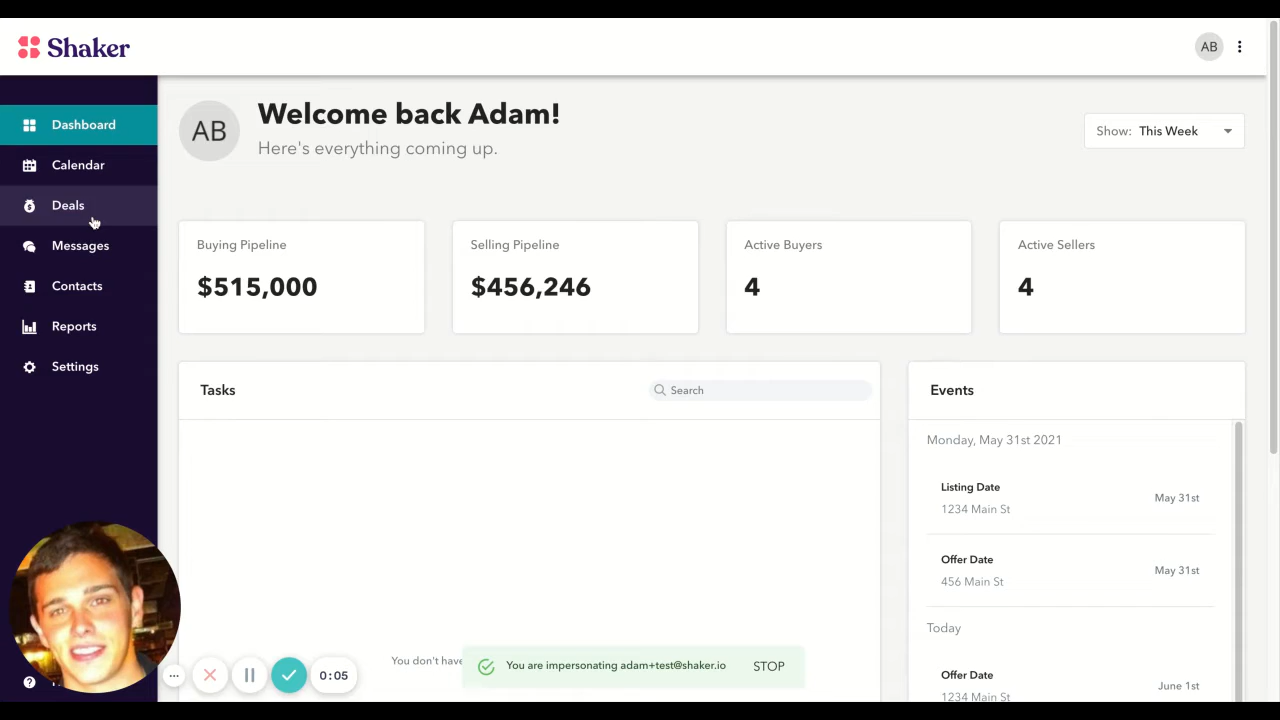 Shaker
AB
AB
Welcome back Adam!
Here's everything coming up.
Show: This Week
Dashboard
Calendar
Deals
Messages
Contacts
Reports
Settings
Buying Pipeline
$515,000
Selling Pipeline
$456,246
Active Buyers
4
Active Sellers
4
Tasks
Search
You don't have
Events
Monday, May 31st 2021
Listing Date
1234 Main St
May 31st
Offer Date
456 Main St
May 31st
Today
Offer Date
1234 Main St
June 1st
You are impersonating adam+test@shaker.io
STOP
0:05